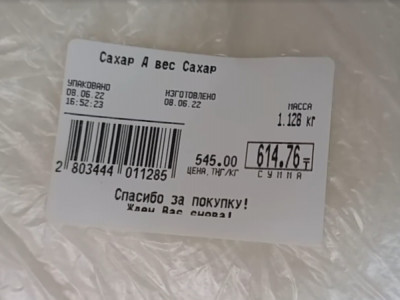 Сахар Д вес Сахар
УПАКОВАНО
08.06.22
16:52:23
ИЗГОТОВЛЕНО
08.06.22
МАССА
1.128 кг
2 803444 011285
545.00
ЦЕНА, ТНГ/КГ
614.76₸
СУММА
Спасибо за покупку!
Ждем Вас снова!